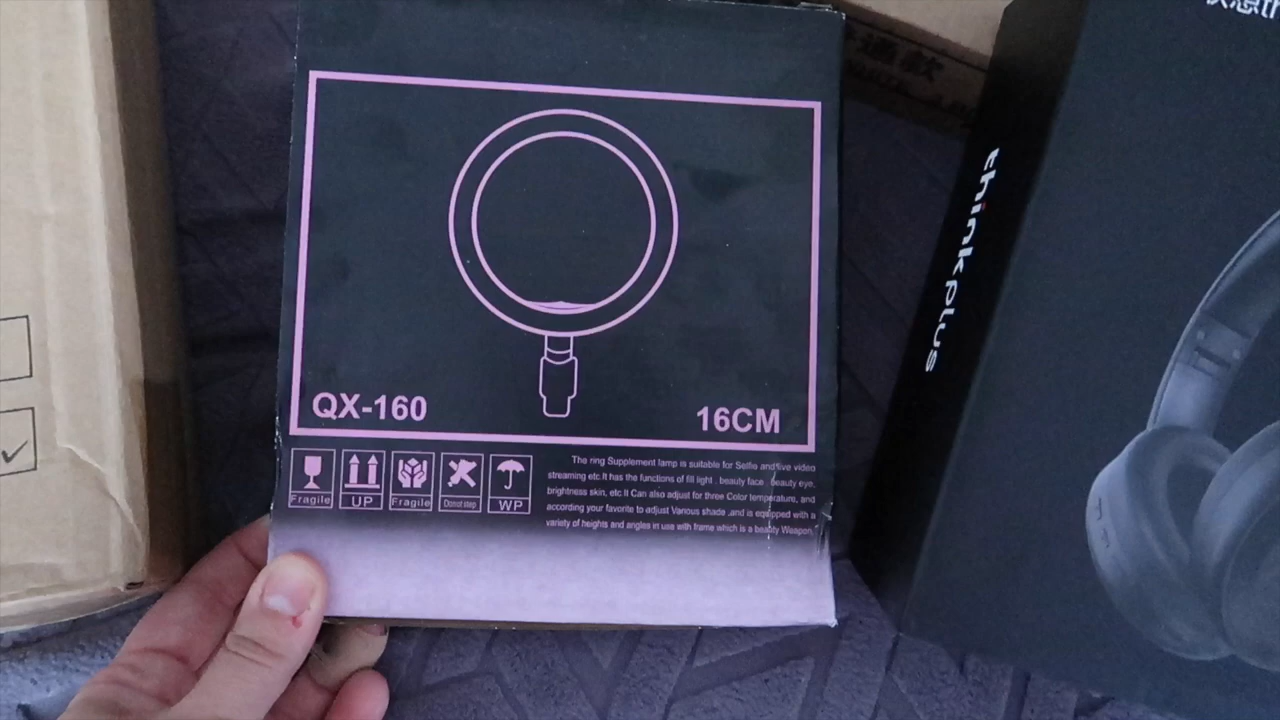 QX-160
16CM
Fragile
UP
Fragile
Do not step
WP
The ring Supplement lamp is suitable for Selfie and live video
streaming etc.It has the functions of fill light . beauty face . beauty eye.
brightness skin, etc It Can also adjust for three Color temperature, and
according your favorite to adjust Various shade .and is equipped with a
variety of heights and angles in use with frame which is a beauty Weapon.
thinkplus